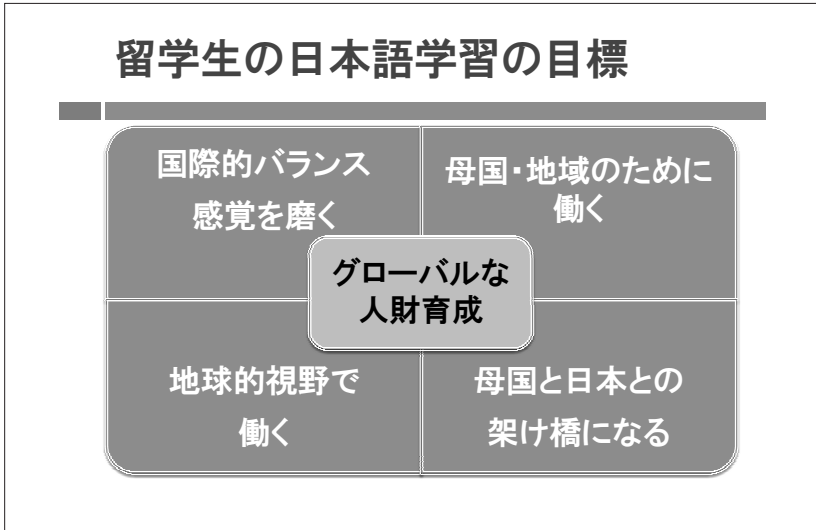 留学生の日本語学習の目標
国際的バランス
感覚を磨く
母国・地域のために
働く
グローバルな
人財育成
地球的視野で
働く
母国と日本との
架け橋になる